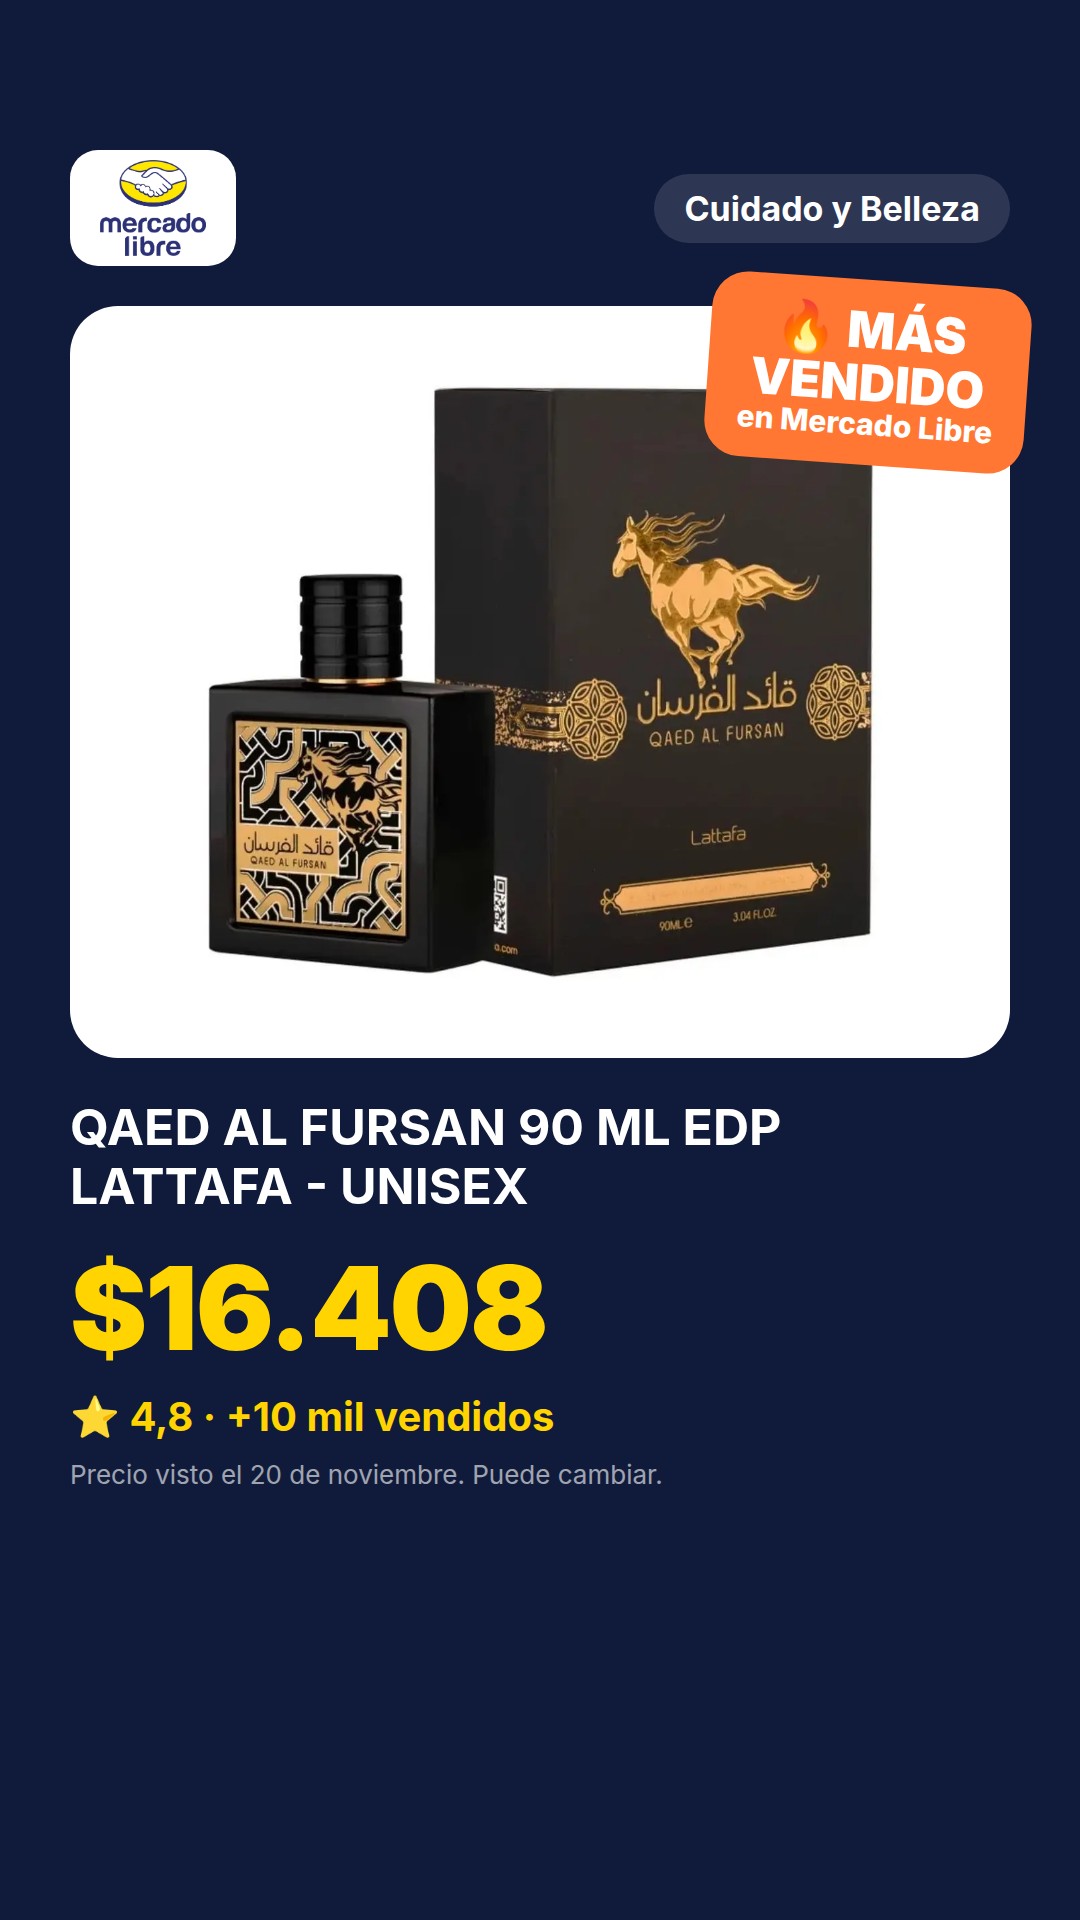 mercado
libre
Cuidado y Belleza
🔥 MÁS
VENDIDO
en Mercado Libre
قائد الفرسان
QAED AL FURSAN
Lattafa
90ML e
3.04 FL.OZ.
قائد الفرسان
QAED AL FURSAN
a.com
QAED AL FURSAN 90 ML EDP
LATTAFA - UNISEX
$16.408
⭐ 4,8 · +10 mil vendidos
Precio visto el 20 de noviembre. Puede cambiar.